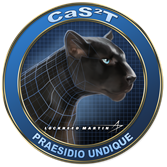 CaS²T
LOCKHEED MARTIN
PRAESIDIO UNDIQUE